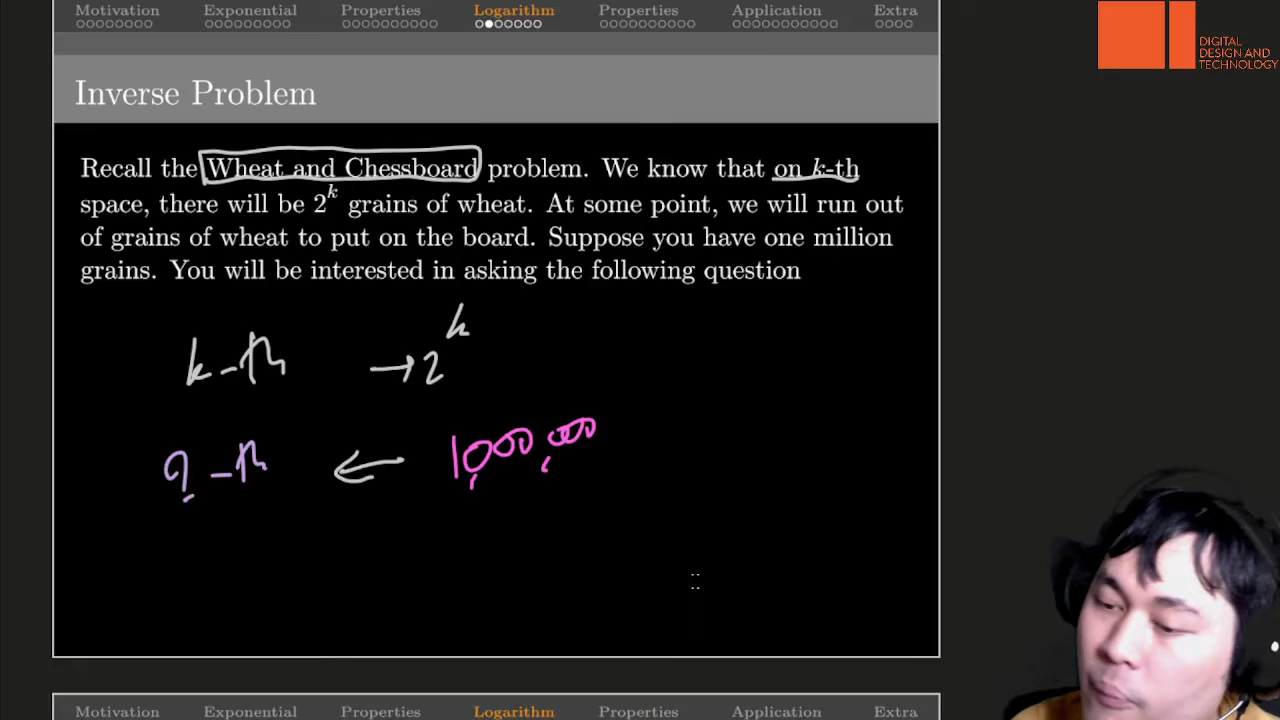 Motivation Exponential Properties Logarithm Properties Application Extra
DIGITAL
DESIGN AND
TECHNOLOGY
Inverse Problem
Recall the Wheat and Chessboard problem. We know that on k-th
space, there will be 2^k grains of wheat. At some point, we will run out
of grains of wheat to put on the board. Suppose you have one million
grains. You will be interested in asking the following question
k-th → 2^k
?-th ← 1,000,000
Motivation Exponential Properties Logarithm Properties Application Extra